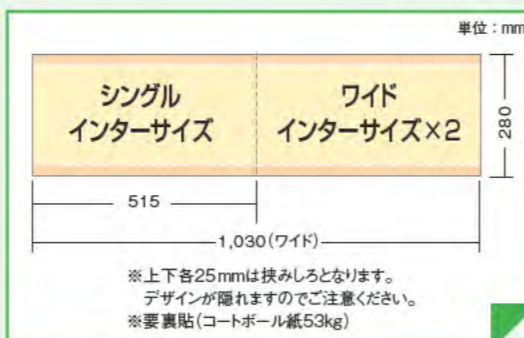 単位：mm
シングル
インターサイズ
ワイド
インターサイズ×2
280
515
1,030(ワイド)
※上下各25mmは挟みしろとなります。
デザインが隠れますのでご注意ください。
※要裏貼(コートボール紙53kg)